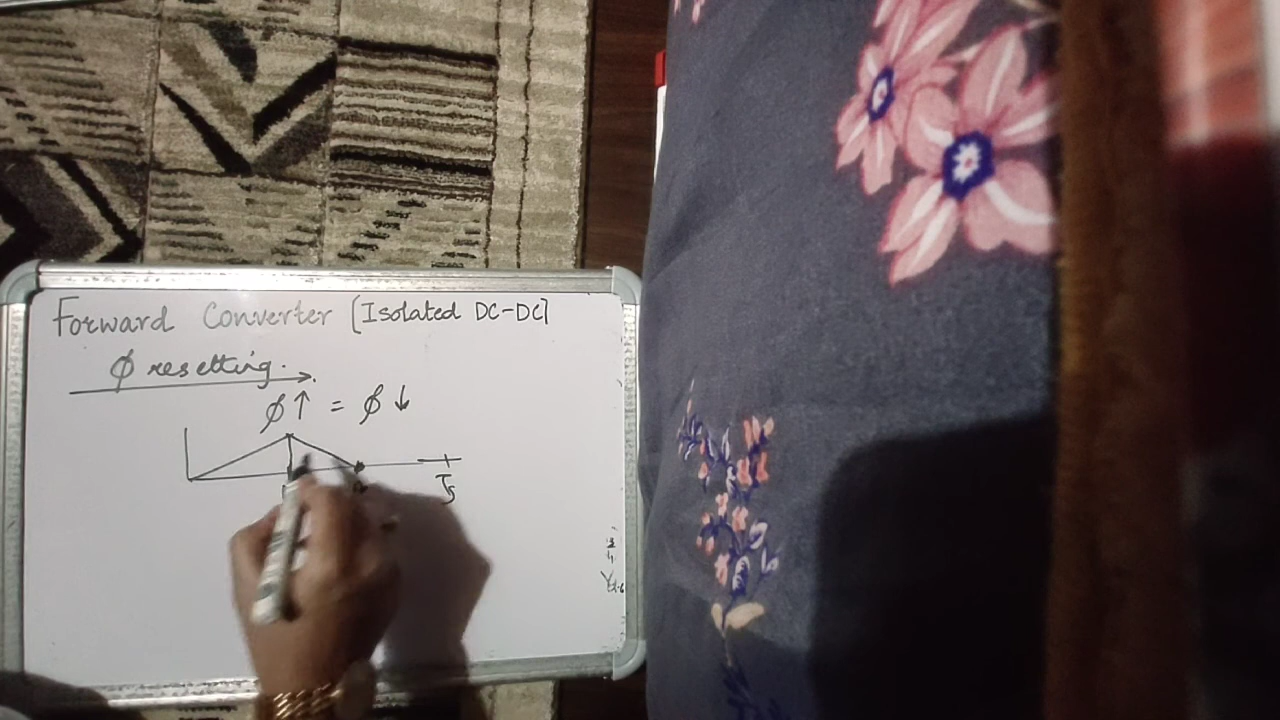 Forward Converter [Isolated DC-DC]
ϕ resetting.
ϕ↑ = ϕ↓
Ts